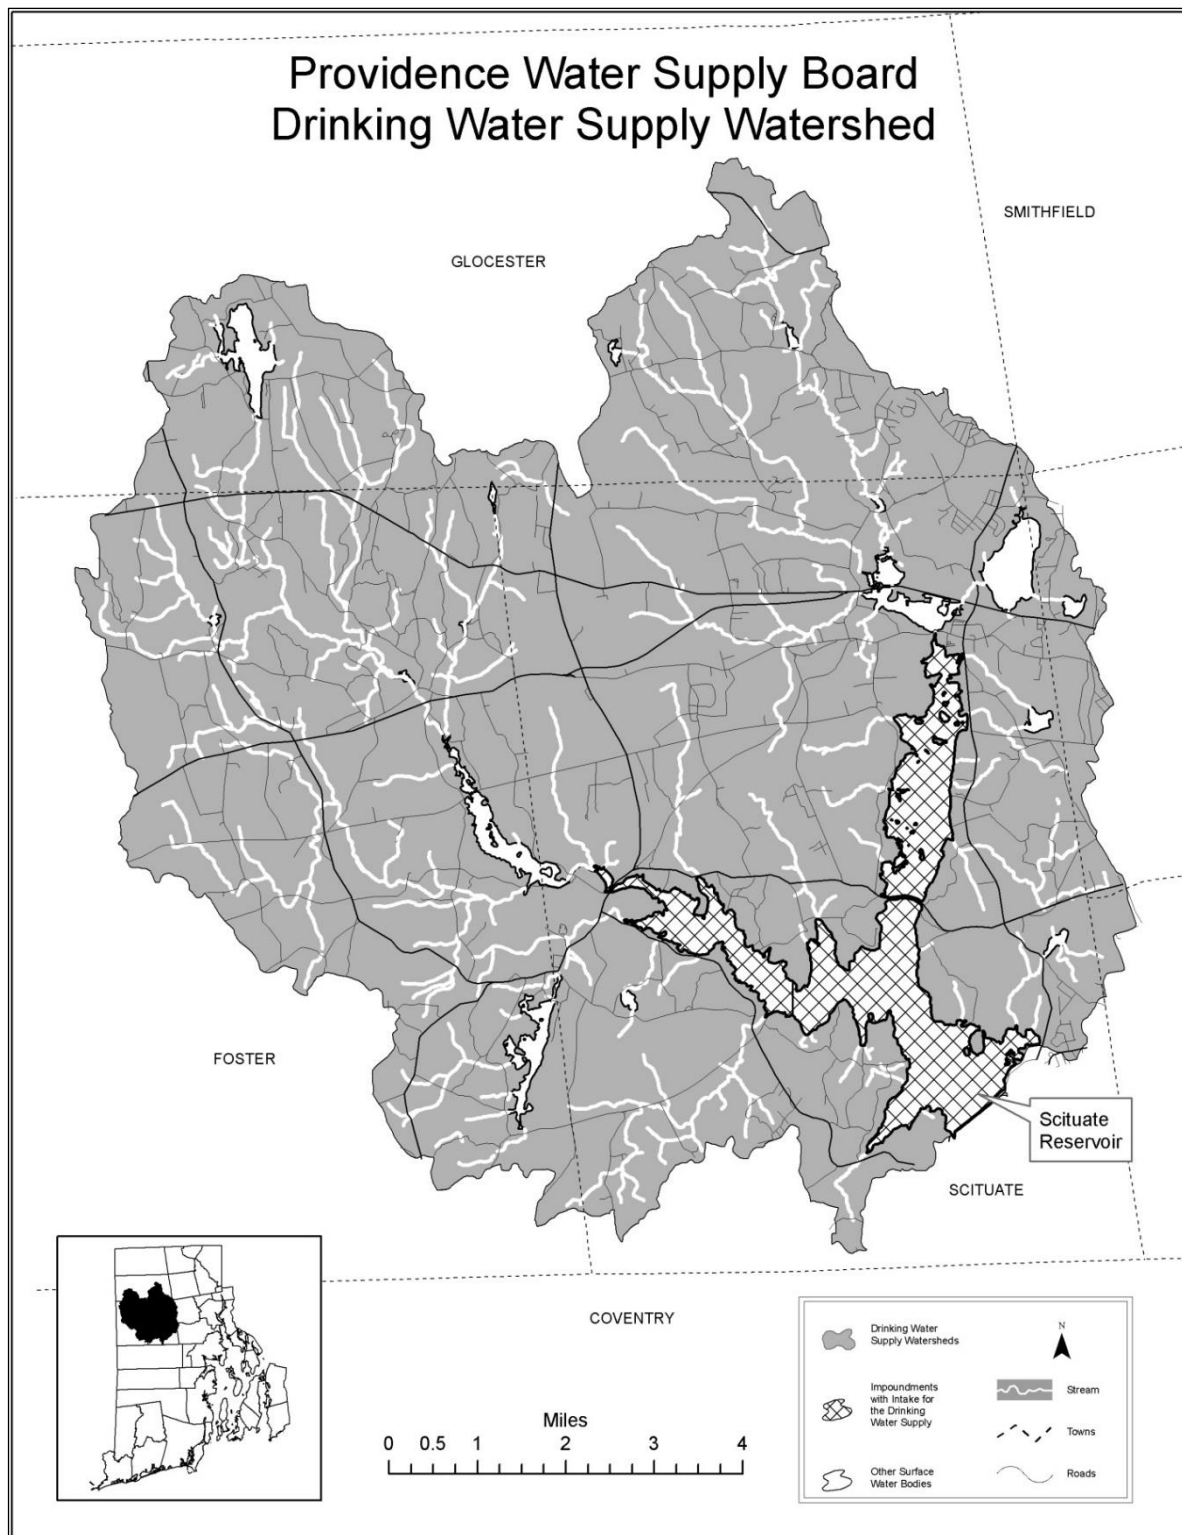 Providence Water Supply Board
Drinking Water Supply Watershed
SMITHFIELD
GLOCESTER
FOSTER
Scituate
Reservoir
SCITUATE
COVENTRY
Miles
0 0.5 1 2 3 4
Drinking Water
Supply Watersheds
N
Impoundments
with Intake for
the Drinking
Water Supply
Stream
Towns
Other Surface
Water Bodies
Roads